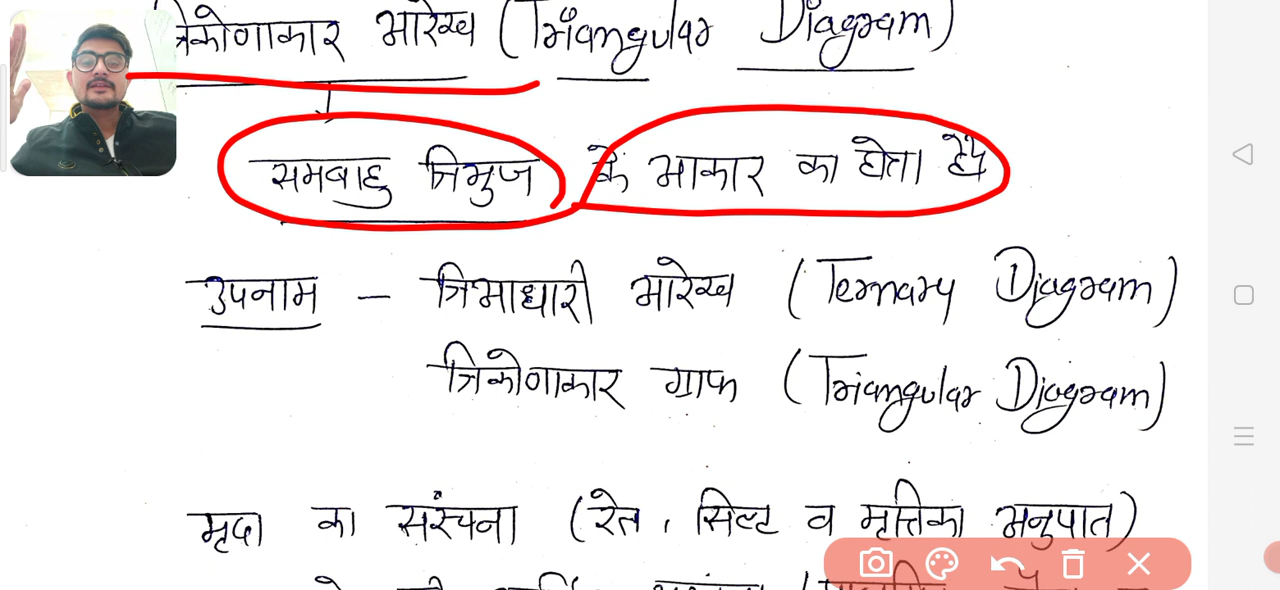 त्रिकोणाकार आरेख (Triangular Diagram)
समबाहु त्रिभुज के आकार का होता है
उपनाम – त्रिआधारी आरेख (Ternary Diagram)
त्रिकोणाकार ग्राफ (Triangular Diagram)
मृदा का संरचना (रेत, सिल्ट व मृत्तिका अनुपात)